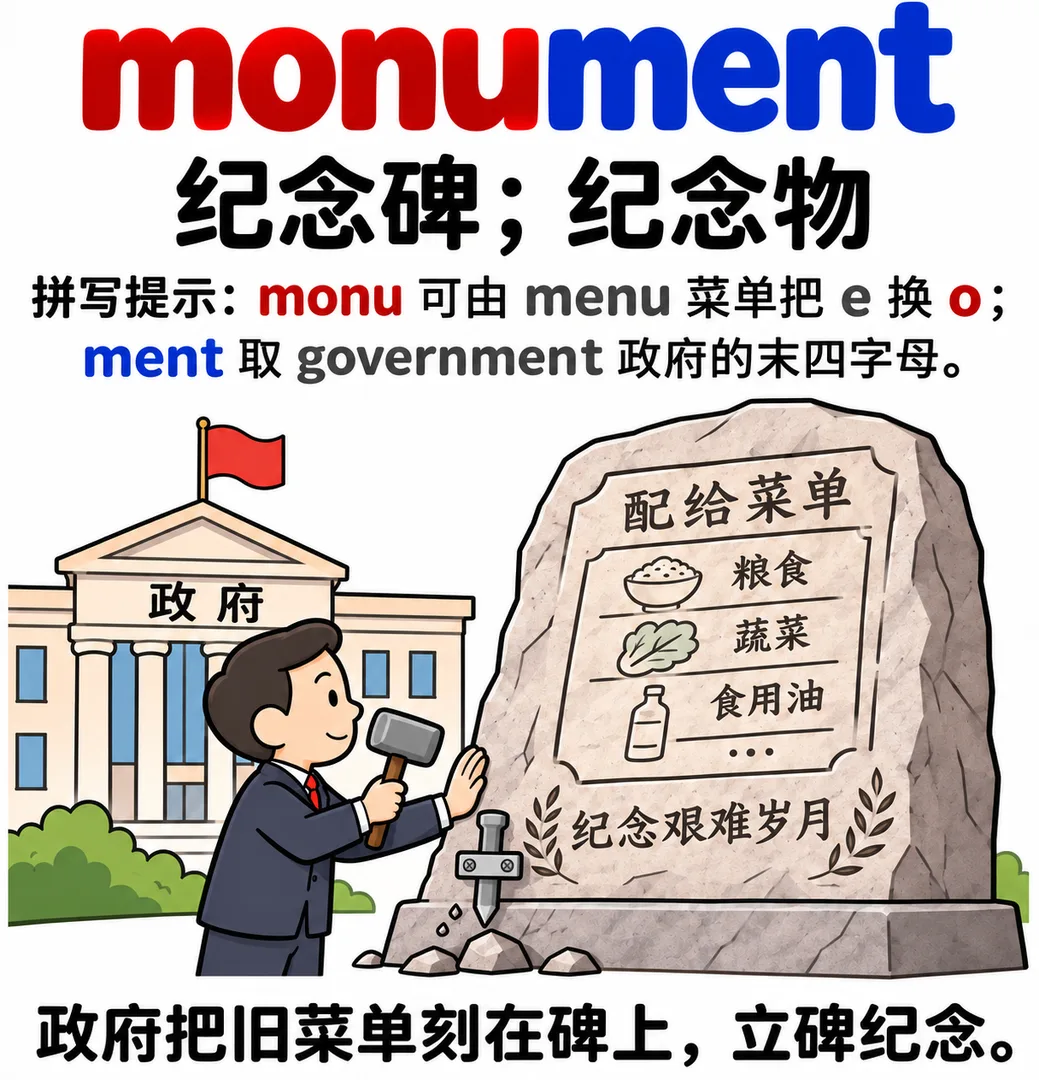 monument
纪念碑；纪念物
拼写提示：monu 可由 menu 菜单把 e 换 o；
ment 取 government 政府的末四字母。
政府
配给菜单
粮食
蔬菜
食用油
...
纪念艰难岁月
政府把旧菜单刻在碑上，立碑纪念。